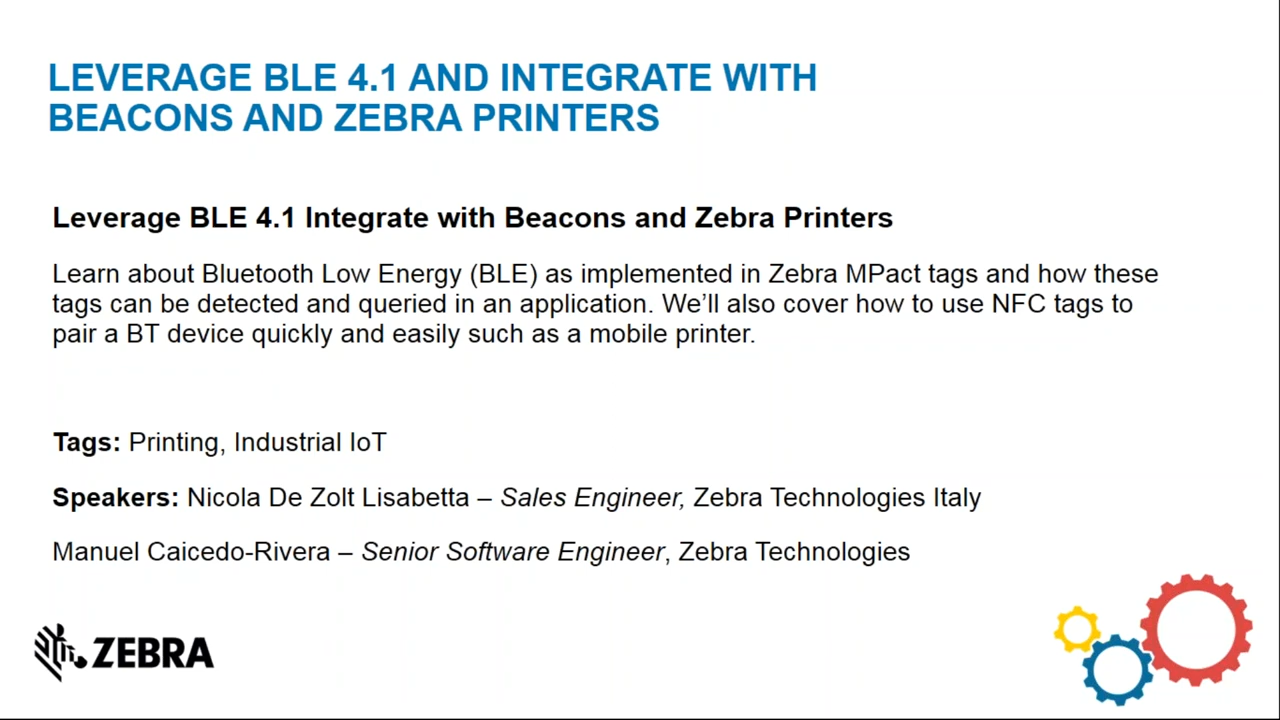 LEVERAGE BLE 4.1 AND INTEGRATE WITH
BEACONS AND ZEBRA PRINTERS
Leverage BLE 4.1 Integrate with Beacons and Zebra Printers
Learn about Bluetooth Low Energy (BLE) as implemented in Zebra MPact tags and how these
tags can be detected and queried in an application. We’ll also cover how to use NFC tags to
pair a BT device quickly and easily such as a mobile printer.
Tags: Printing, Industrial IoT
Speakers: Nicola De Zolt Lisabetta – Sales Engineer, Zebra Technologies Italy
Manuel Caicedo-Rivera – Senior Software Engineer, Zebra Technologies
ZEBRA